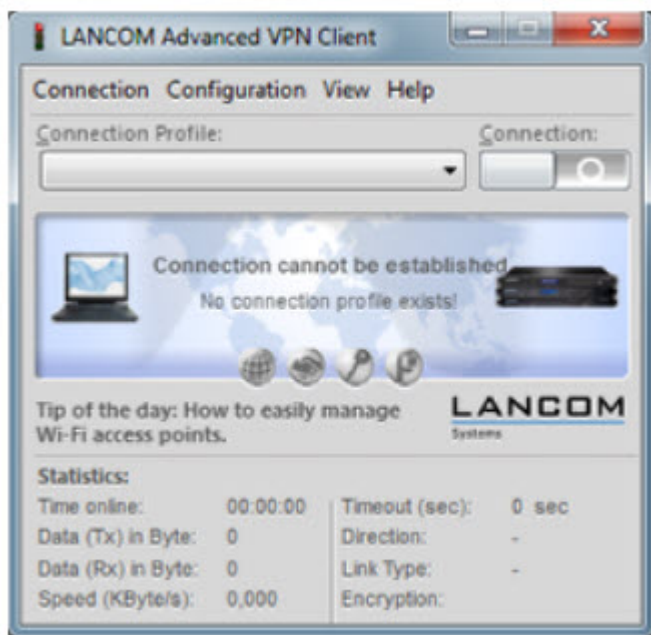 LANCOM Advanced VPN Client
Connection Configuration View Help
Connection Profile: Connection:
Connection cannot be established
No connection profile exists!
Tip of the day: How to easily manage
Wi-Fi access points.
LANCOM
Systems
Statistics:
Time online: 00:00:00 Timeout (sec): 0 sec
Data (Tx) in Byte: 0 Direction: -
Data (Rx) in Byte: 0 Link Type: -
Speed (KByte/s): 0,000 Encryption: